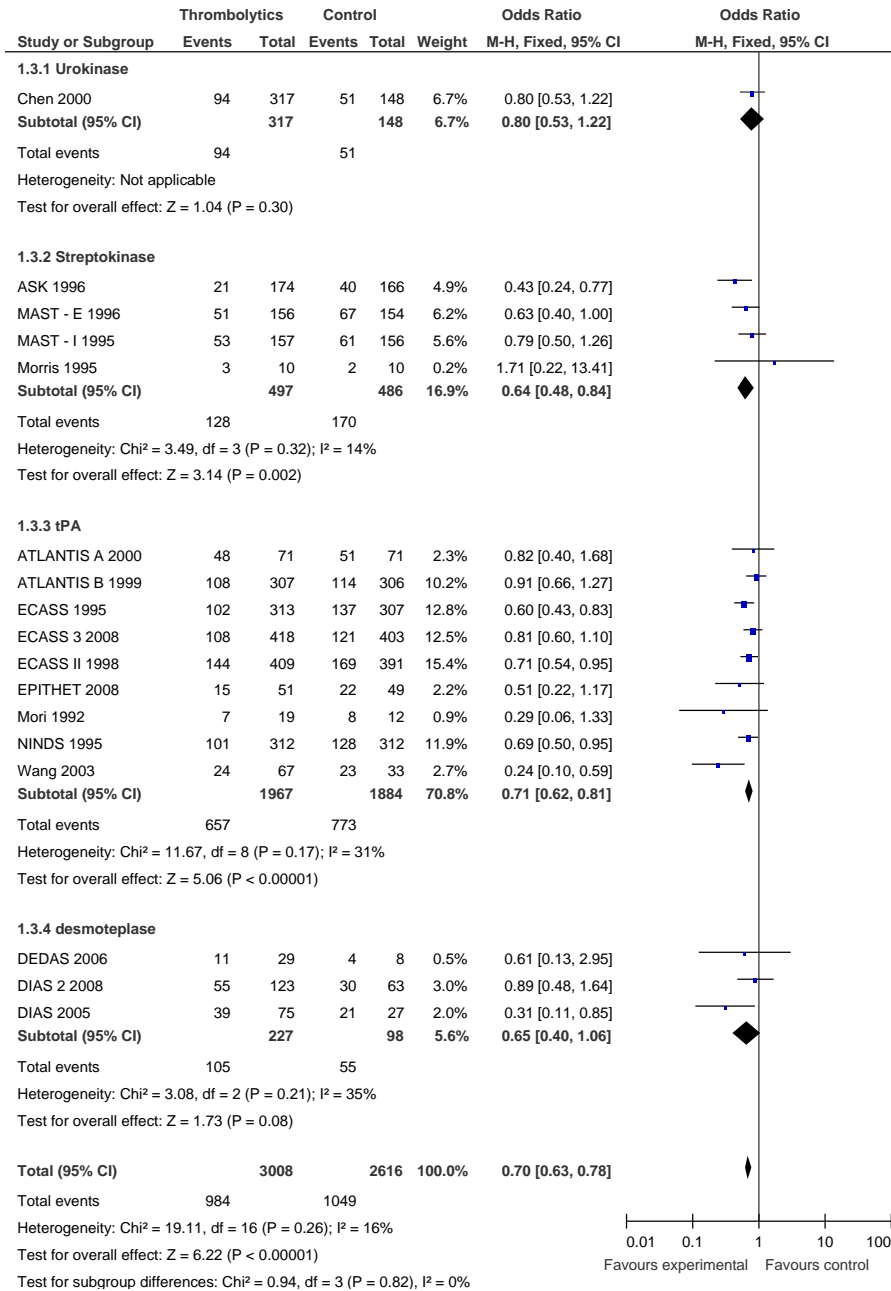 Thrombolytics Control Odds Ratio Odds Ratio
Study or Subgroup Events Total Events Total Weight M-H, Fixed, 95% CI M-H, Fixed, 95% CI
1.3.1 Urokinase
Chen 2000 94 317 51 148 6.7% 0.80 [0.53, 1.22]
Subtotal (95% CI) 317 148 6.7% 0.80 [0.53, 1.22]
Total events 94 51
Heterogeneity: Not applicable
Test for overall effect: Z = 1.04 (P = 0.30)
1.3.2 Streptokinase
ASK 1996 21 174 40 166 4.9% 0.43 [0.24, 0.77]
MAST - E 1996 51 156 67 154 6.2% 0.63 [0.40, 1.00]
MAST - I 1995 53 157 61 156 5.6% 0.79 [0.50, 1.26]
Morris 1995 3 10 2 10 0.2% 1.71 [0.22, 13.41]
Subtotal (95% CI) 497 486 16.9% 0.64 [0.48, 0.84]
Total events 128 170
Heterogeneity: Chi² = 3.49, df = 3 (P = 0.32); I² = 14%
Test for overall effect: Z = 3.14 (P = 0.002)
1.3.3 tPA
ATLANTIS A 2000 48 71 51 71 2.3% 0.82 [0.40, 1.68]
ATLANTIS B 1999 108 307 114 306 10.2% 0.91 [0.66, 1.27]
ECASS 1995 102 313 137 307 12.8% 0.60 [0.43, 0.83]
ECASS 3 2008 108 418 121 403 12.5% 0.81 [0.60, 1.10]
ECASS II 1998 144 409 169 391 15.4% 0.71 [0.54, 0.95]
EPITHET 2008 15 51 22 49 2.2% 0.51 [0.22, 1.17]
Mori 1992 7 19 8 12 0.9% 0.29 [0.06, 1.33]
NINDS 1995 101 312 128 312 11.9% 0.69 [0.50, 0.95]
Wang 2003 24 67 23 33 2.7% 0.24 [0.10, 0.59]
Subtotal (95% CI) 1967 1884 70.8% 0.71 [0.62, 0.81]
Total events 657 773
Heterogeneity: Chi² = 11.67, df = 8 (P = 0.17); I² = 31%
Test for overall effect: Z = 5.06 (P < 0.00001)
1.3.4 desmoteplase
DEDAS 2006 11 29 4 8 0.5% 0.61 [0.13, 2.95]
DIAS 2 2008 55 123 30 63 3.0% 0.89 [0.48, 1.64]
DIAS 2005 39 75 21 27 2.0% 0.31 [0.11, 0.85]
Subtotal (95% CI) 227 98 5.6% 0.65 [0.40, 1.06]
Total events 105 55
Heterogeneity: Chi² = 3.08, df = 2 (P = 0.21); I² = 35%
Test for overall effect: Z = 1.73 (P = 0.08)
Total (95% CI) 3008 2616 100.0% 0.70 [0.63, 0.78]
Total events 984 1049
Heterogeneity: Chi² = 19.11, df = 16 (P = 0.26); I² = 16%
Test for overall effect: Z = 6.22 (P < 0.00001)
Test for subgroup differences: Chi² = 0.94, df = 3 (P = 0.82), I² = 0%
0.01 0.1 1 10 100
Favours experimental Favours control